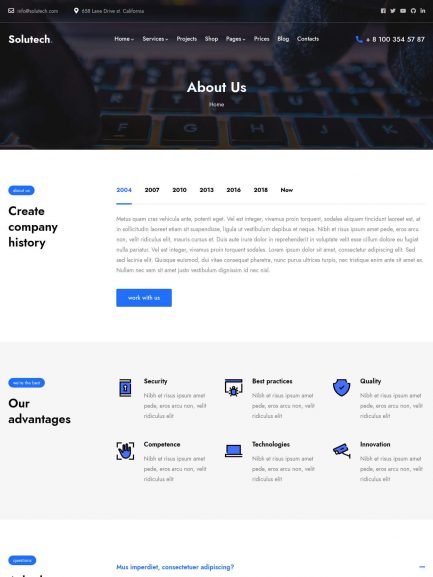 info@solutech.com
658 Lane Drive st. California
Solutech.
Home Services Projects Shop Pages Prices Blog Contacts
+ 8 100 354 57 87
About Us
Home
about us
Create
company
history
2004 2007 2010 2013 2016 2018 Now
Metus quam cras vehicula ante, potenti eget. Vel est integer, vivamus proin torquent, sodales aliquam tincidunt laoreet est, at
in sollicitudin laoreet etiam sit suspendisse, ligula ut vestibulum dapibus et neque. Nibh et risus ipsum amet pede, eros arcu
non, velit ridiculus elit, mauris cursus et. Duis aute irure dolor in reprehenderit in voluptate velit esse cillum dolore eu fugiat
nulla pariatur. Vel est integer, vivamus proin torquent sodales. Lorem ipsum dolor sit amet, consectetur adipiscing elit. Sed
sed lacinia elit. Quisque euismod, dui vitae consequat pharetra, nunc urna pellentesque turpis, nec tristique enim ante sit amet ex.
Nullam nec sem sit amet justo vestibulum dignissim id nec nisl.
work with us
we're the best
Our
advantages
Security
Nibh et risus ipsum amet
pede, eros arcu non, velit
ridiculus elit
Best practices
Nibh et risus ipsum amet
pede, eros arcu non, velit
ridiculus elit
Quality
Nibh et risus ipsum amet
pede, eros arcu non, velit
ridiculus elit
Competence
Nibh et risus ipsum amet
pede, eros arcu non, velit
ridiculus elit
Technologies
Nibh et risus ipsum amet
pede, eros arcu non, velit
ridiculus elit
Innovation
Nibh et risus ipsum amet
pede, eros arcu non, velit
ridiculus elit
questions
Mus imperdiet, consectetuer adipiscing?